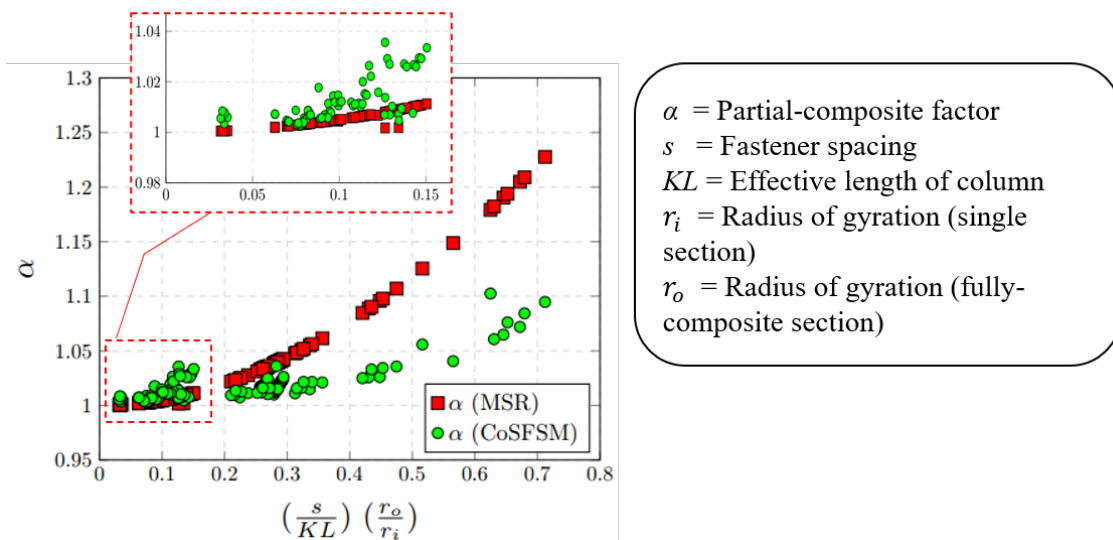 1.04
1.02
1
0.98
0 0.05 0.1 0.15
1.3
1.25
1.2
1.15
1.1
1.05
1
0.95
α
0 0.1 0.2 0.3 0.4 0.5 0.6 0.7 0.8
(s/KL) (r_o/r_i)
α (MSR)
α (CoSFSM)
α = Partial-composite factor
s = Fastener spacing
KL = Effective length of column
r_i = Radius of gyration (single
section)
r_o = Radius of gyration (fully-
composite section)